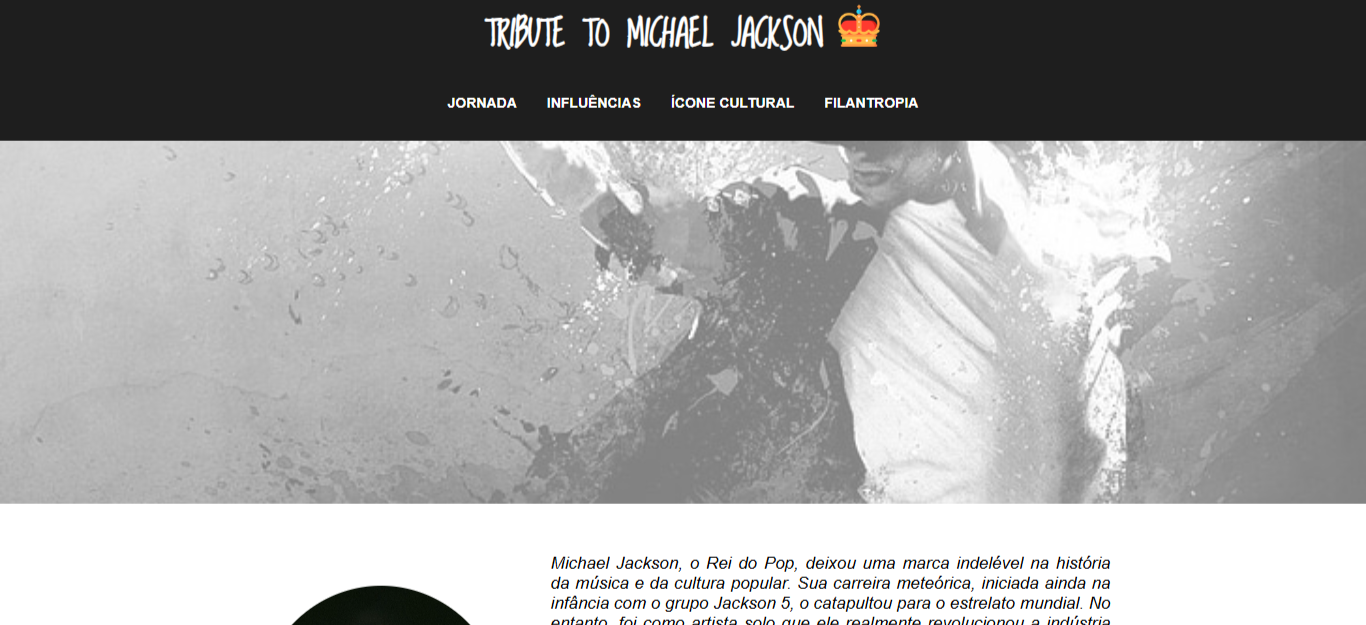 TRIBUTE TO MICHAEL JACKSON
JORNADA INFLUÊNCIAS ÍCONE CULTURAL FILANTROPIA
Michael Jackson, o Rei do Pop, deixou uma marca indelével na história
da música e da cultura popular. Sua carreira meteórica, iniciada ainda na
infância com o grupo Jackson 5, o catapultou para o estrelato mundial. No
entanto, foi como artista solo que ele realmente revolucionou a indústria